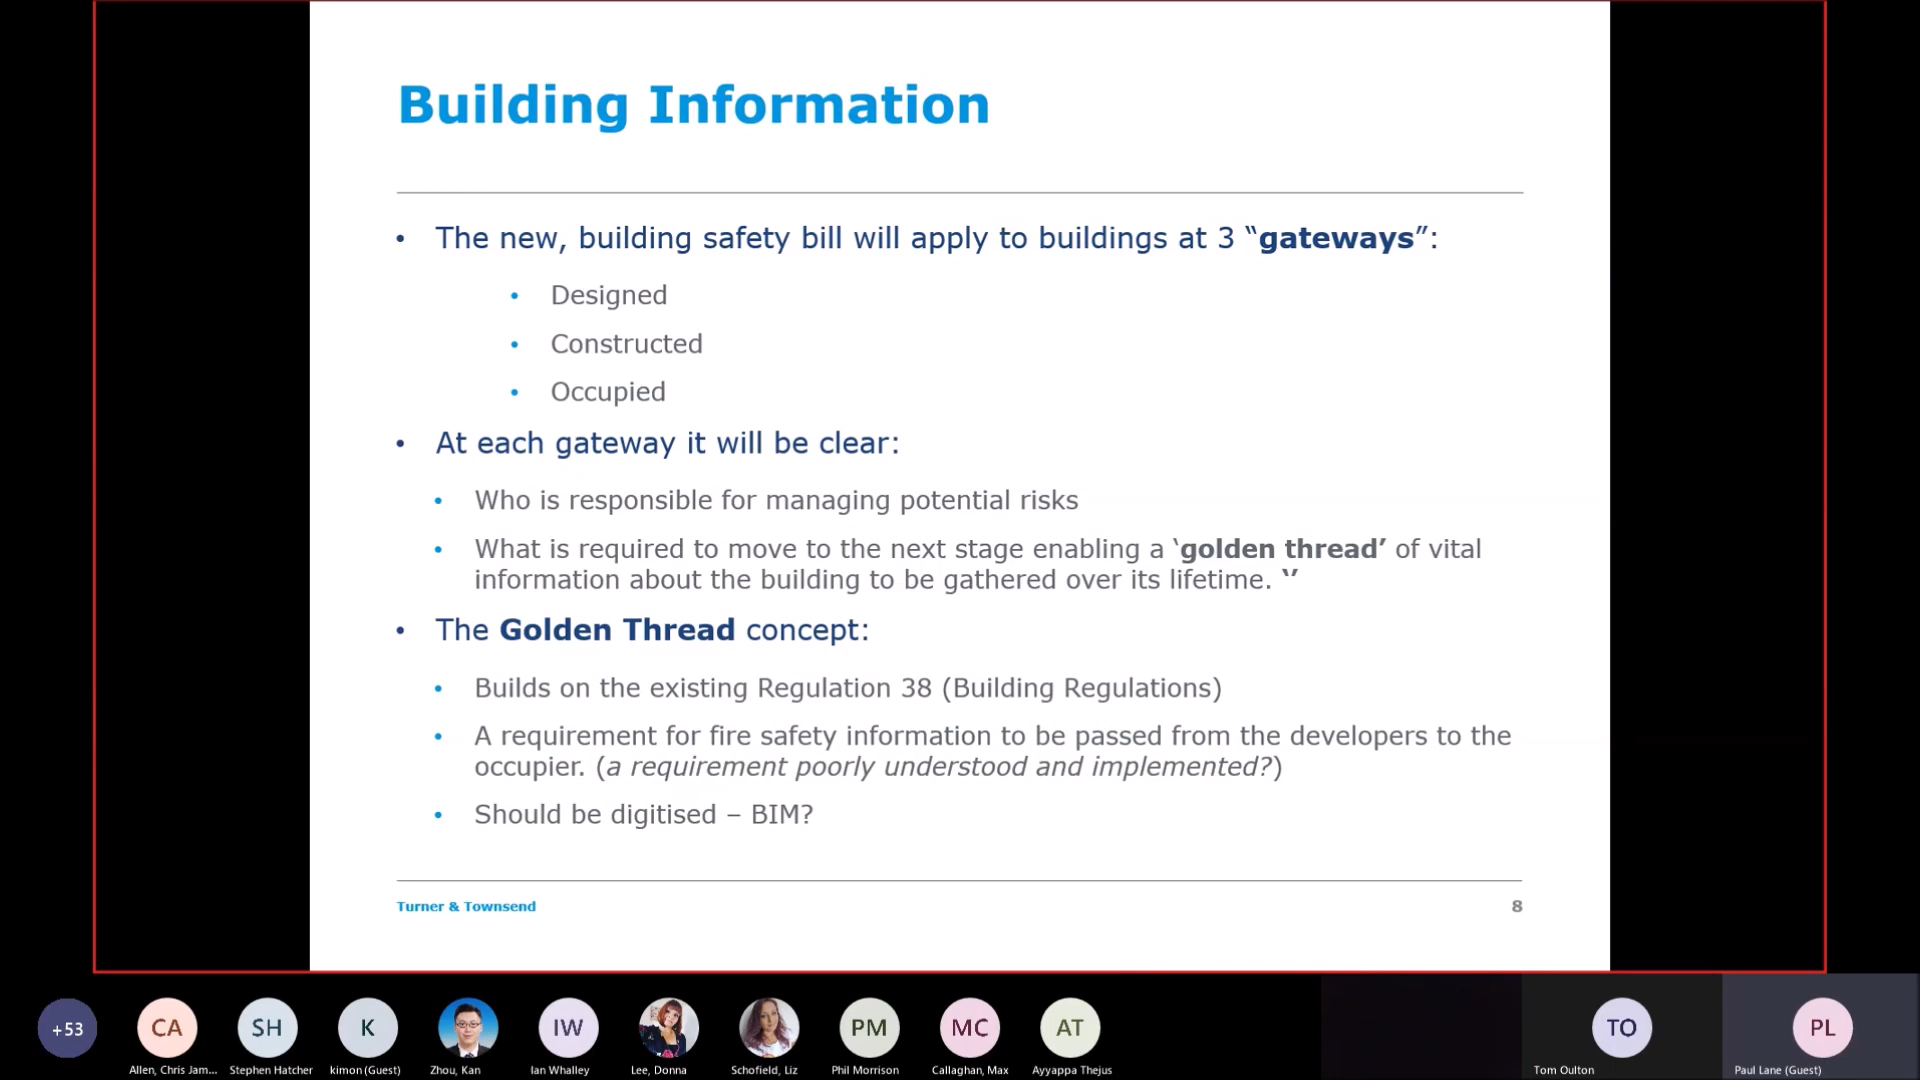 Building Information
• The new, building safety bill will apply to buildings at 3 “gateways”:
• Designed
• Constructed
• Occupied
• At each gateway it will be clear:
• Who is responsible for managing potential risks
• What is required to move to the next stage enabling a ‘golden thread’ of vital
information about the building to be gathered over its lifetime. ‘’
• The Golden Thread concept:
• Builds on the existing Regulation 38 (Building Regulations)
• A requirement for fire safety information to be passed from the developers to the
occupier. (a requirement poorly understood and implemented?)
• Should be digitised – BIM?
Turner & Townsend
8
+53
CA
SH
K
IW
PM
MC
AT
TO
PL
Allen, Chris Jam...
Stephen Hatcher
kimon (Guest)
Zhou, Kan
Ian Whalley
Lee, Donna
Schofield, Liz
Phil Morrison
Callaghan, Max
Ayyappa Thejus
Tom Oulton
Paul Lane (Guest)